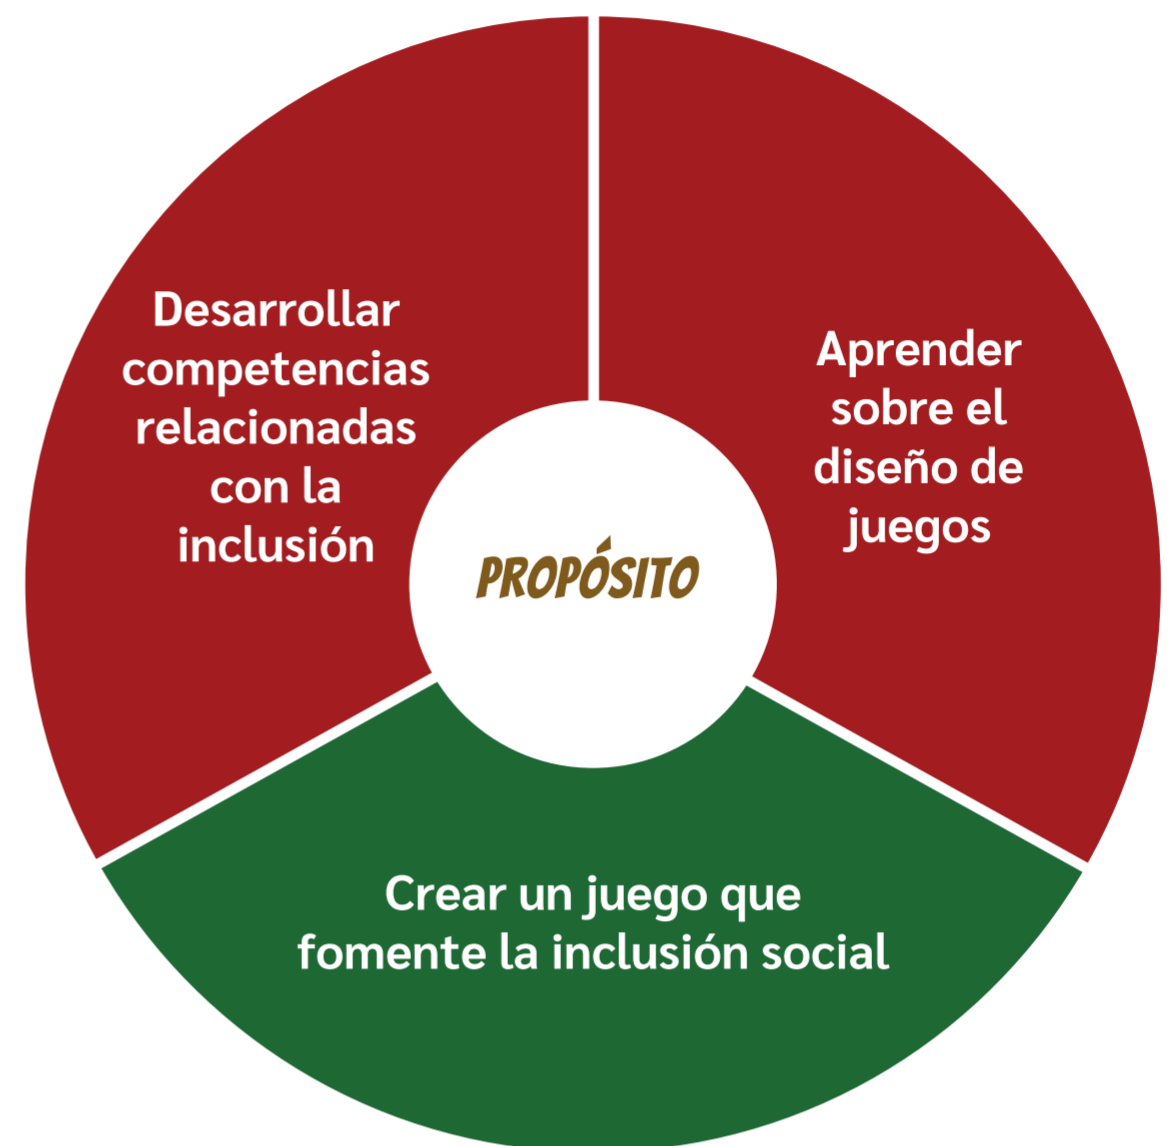 Desarrollar
competencias
relacionadas
con la
inclusión
Aprender
sobre el
diseño de
juegos
PROPÓSITO
Crear un juego que
fomente la inclusión social